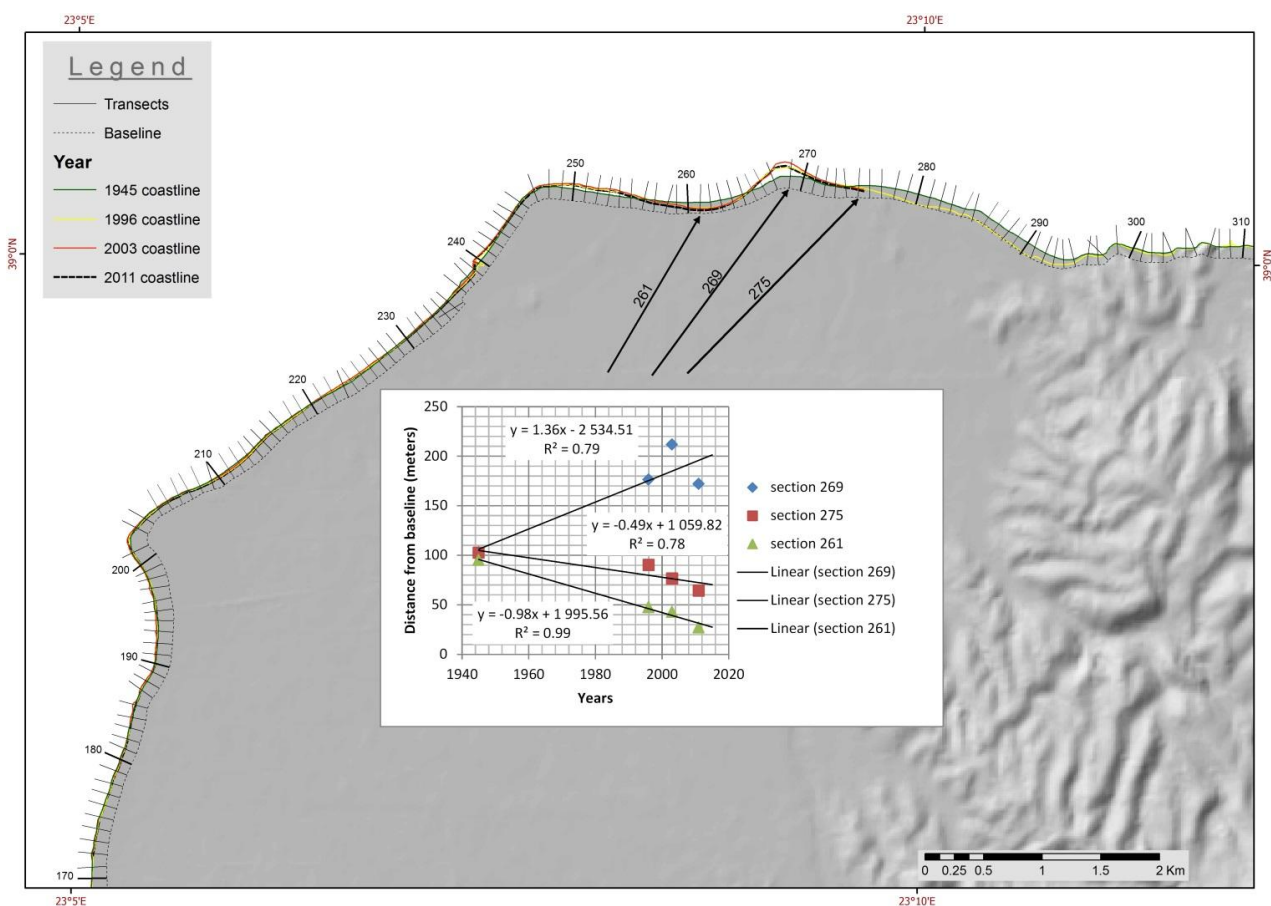 23°5'E
23°10'E
Legend
Transects
Baseline
Year
1945 coastline
1996 coastline
2003 coastline
2011 coastline
39°0'N
39°0'N
250
260
270
280
290
300
310
240
230
220
210
200
190
180
170
261
269
275
250
200
150
100
50
0
1940
1960
1980
2000
2020
Distance from baseline (meters)
Years
y = 1.36x - 2 534.51
R² = 0.79
y = -0.49x + 1 059.82
R² = 0.78
y = -0.98x + 1 995.56
R² = 0.99
section 269
section 275
section 261
Linear (section 269)
Linear (section 275)
Linear (section 261)
0 0.25 0.5 1 1.5 2 Km
23°5'E
23°10'E